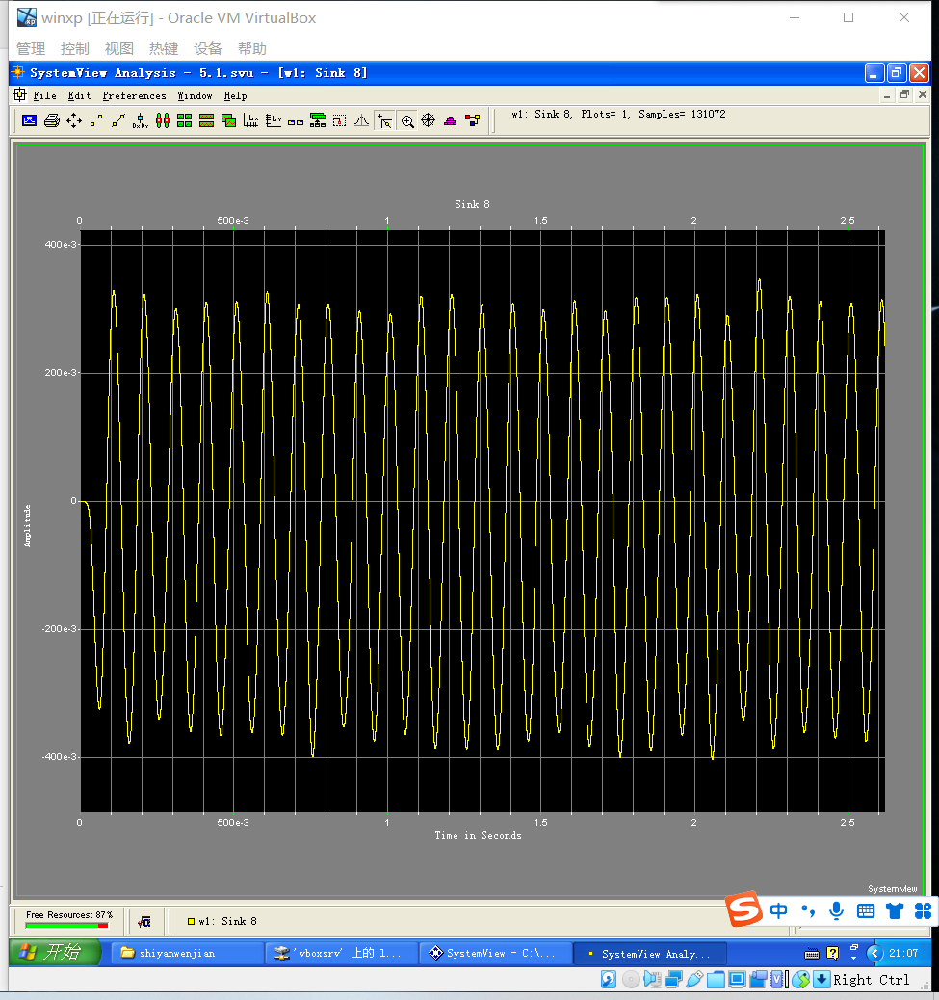 winxp [正在运行] - Oracle VM VirtualBox
管理 控制 视图 热键 设备 帮助
SystemView Analysis - 5.1.svu - [w1: Sink 8]
File Edit Preferences Window Help
w1: Sink 8, Plots= 1, Samples= 131072
Sink 8
0 500e-3 1 1.5 2 2.5
400e-3
200e-3
0
-200e-3
-400e-3
Amplitude
0 500e-3 1 1.5 2 2.5
Time in Seconds
SystemView
Free Resources: 87%
w1: Sink 8
中
开始 shiyanwenjian 'vboxsrv' 上的 l... SystemView - C:\... SystemView Analy... 21:07
Right Ctrl